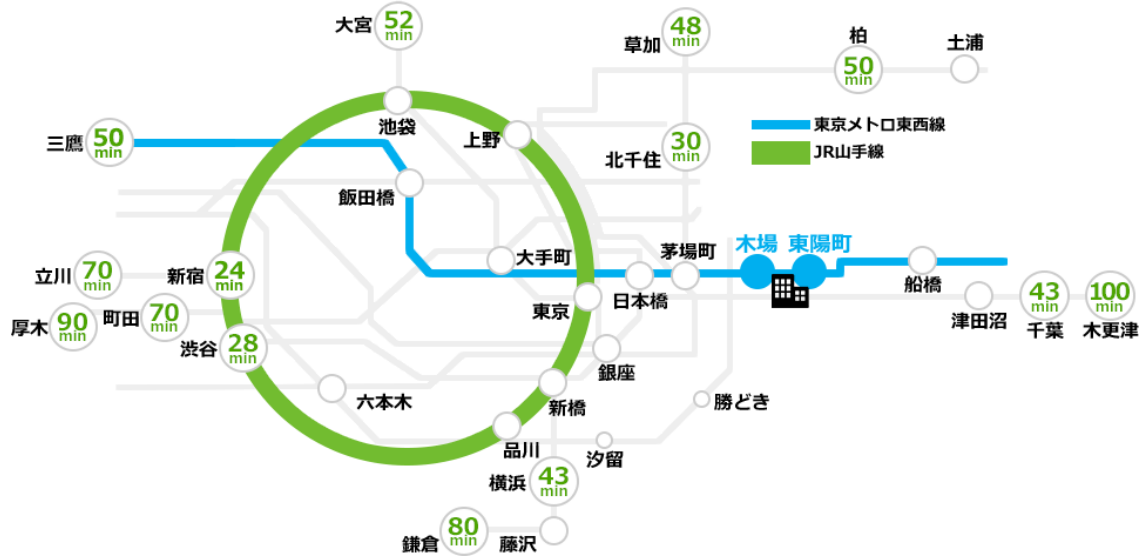 大宮
52
min
草加
48
min
柏
50
min
土浦
池袋
上野
三鷹
50
min
北千住
30
min
東京メトロ東西線
JR山手線
飯田橋
大手町
茅場町
木場
東陽町
立川
70
min
新宿
24
min
東京
日本橋
船橋
厚木
90
min
町田
70
min
渋谷
28
min
津田沼
43
min
千葉
100
min
木更津
銀座
六本木
新橋
勝どき
品川
汐留
横浜
43
min
鎌倉
80
min
藤沢